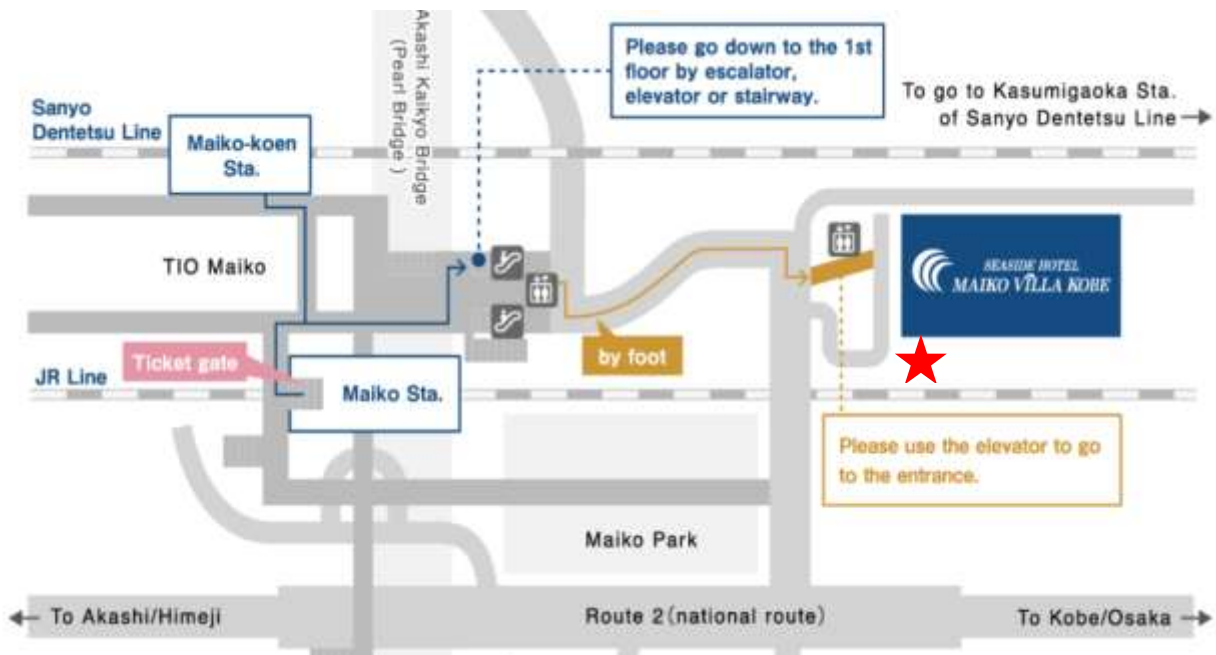 Akashi Kaikyo Bridge
(Pearl Bridge )
Please go down to the 1st
floor by escalator,
elevator or stairway.
To go to Kasumigaoka Sta.
of Sanyo Dentetsu Line
Sanyo
Dentetsu Line
Maiko-koen
Sta.
TIO Maiko
SEASIDE HOTEL
MAIKO VILLA KOBE
Ticket gate
by foot
JR Line
Maiko Sta.
Please use the elevator to go
to the entrance.
Maiko Park
To Akashi/Himeji
Route 2(national route)
To Kobe/Osaka